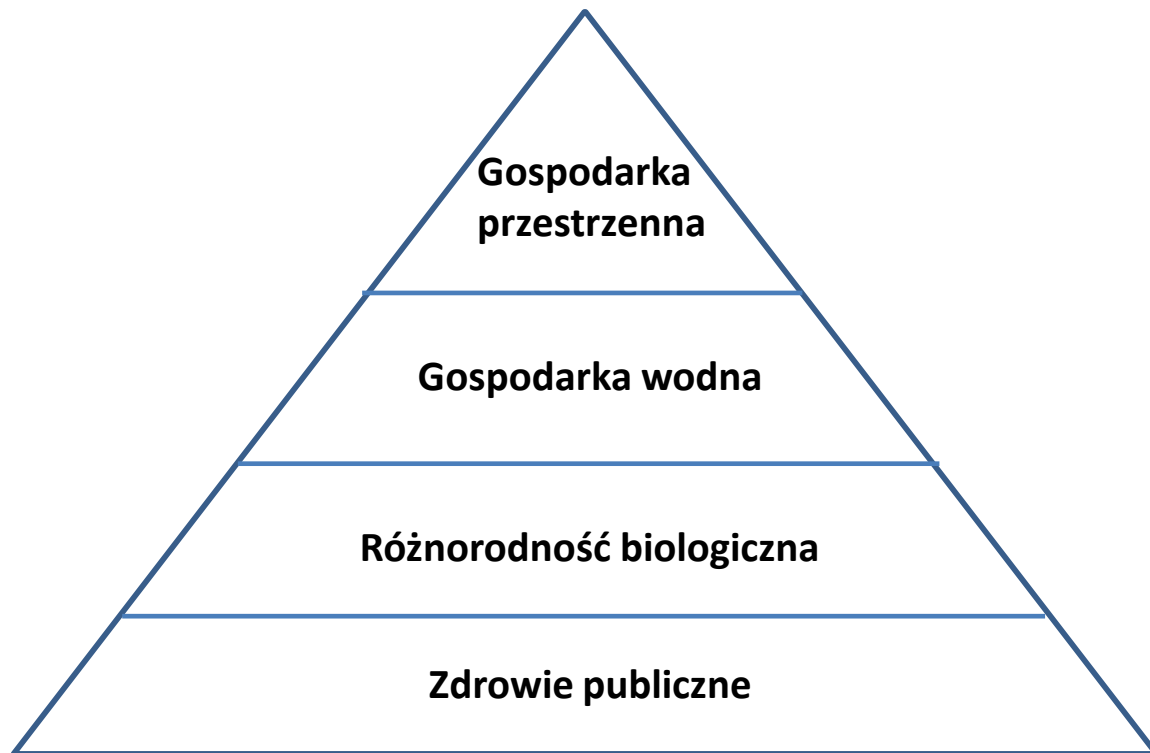 Gospodarka
przestrzenna
Gospodarka wodna
Różnorodność biologiczna
Zdrowie publiczne